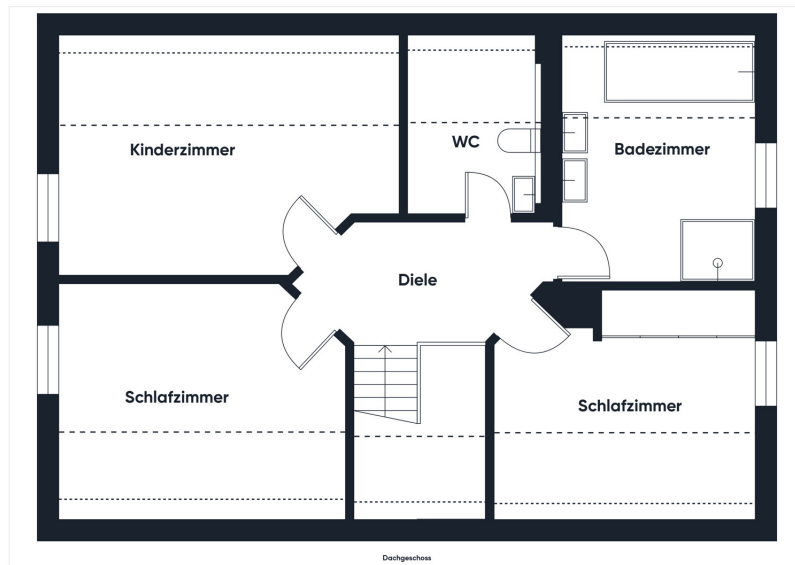 Kinderzimmer
WC
Badezimmer
Diele
Schlafzimmer
Schlafzimmer
Dachgeschoss